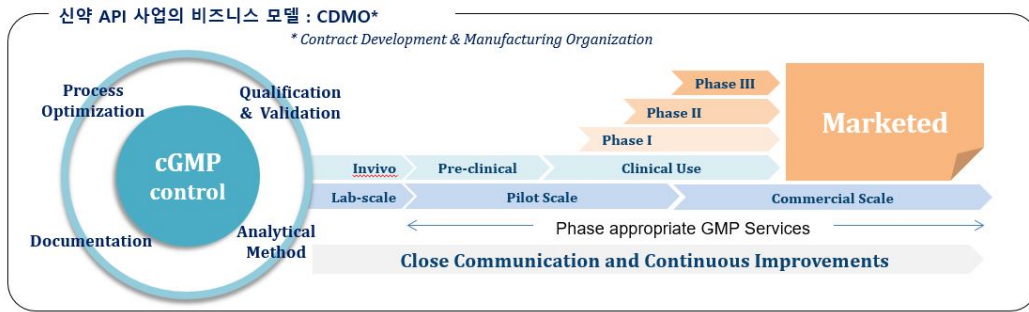 신약 API 사업의 비즈니스 모델 : CDMO*
* Contract Development & Manufacturing Organization
Process
Optimization
Qualification
& Validation
cGMP
control
Documentation
Analytical
Method
Phase III
Phase II
Phase I
Marketed
Invivo
Pre-clinical
Clinical Use
Lab-scale
Pilot Scale
Commercial Scale
Phase appropriate GMP Services
Close Communication and Continuous Improvements